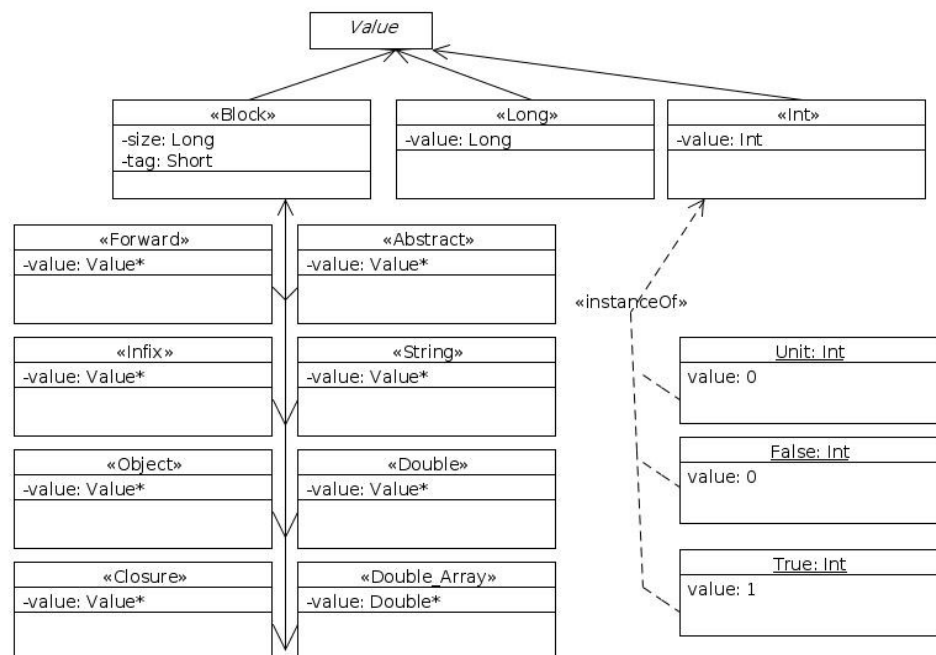 Value
«Block»
-size: Long
-tag: Short
«Long»
-value: Long
«Int»
-value: Int
«Forward»
-value: Value*
«Abstract»
-value: Value*
«Infix»
-value: Value*
«String»
-value: Value*
«Object»
-value: Value*
«Double»
-value: Value*
«Closure»
-value: Value*
«Double_Array»
-value: Double*
«instanceOf»
Unit: Int
value: 0
False: Int
value: 0
True: Int
value: 1